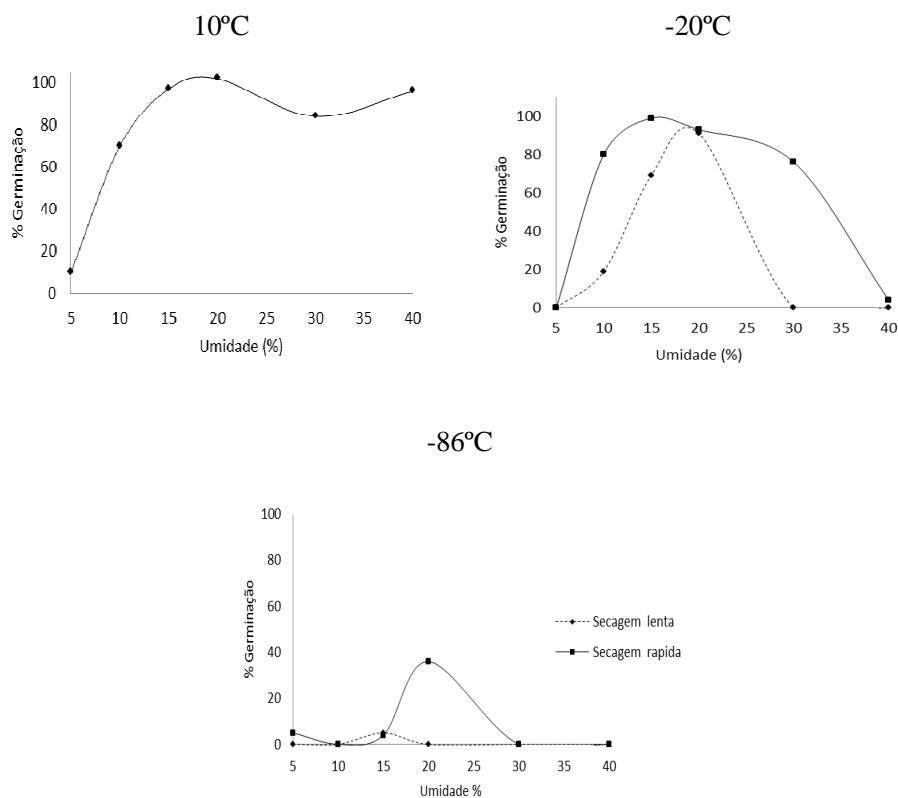 10ºC
% Germinação
100
80
60
40
20
0
5 10 15 20 25 30 35 40
Umidade (%)
-20ºC
% Germinação
100
80
60
40
20
0
5 10 15 20 25 30 35 40
Umidade (%)
-86ºC
% Germinação
100
80
60
40
20
0
5 10 15 20 25 30 35 40
Umidade %
Secagem lenta
Secagem rapida